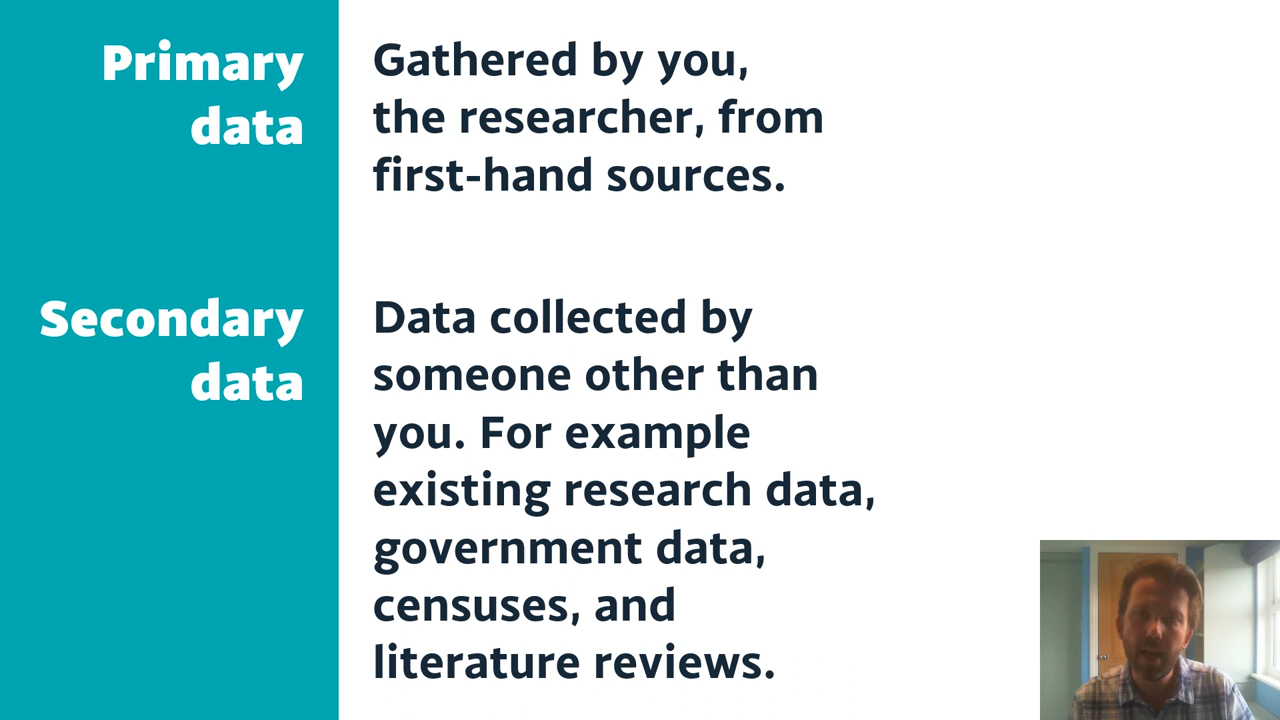 Primary
data
Gathered by you,
the researcher, from
first-hand sources.
Secondary
data
Data collected by
someone other than
you. For example
existing research data,
government data,
censuses, and
literature reviews.